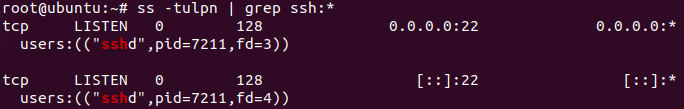 root@ubuntu:~# ss -tulpn | grep ssh:*
tcp LISTEN 0 128 0.0.0.0:22 0.0.0.0:*
users:(("sshd",pid=7211,fd=3))
tcp LISTEN 0 128 [::]:22 [::]:*
users:(("sshd",pid=7211,fd=4))